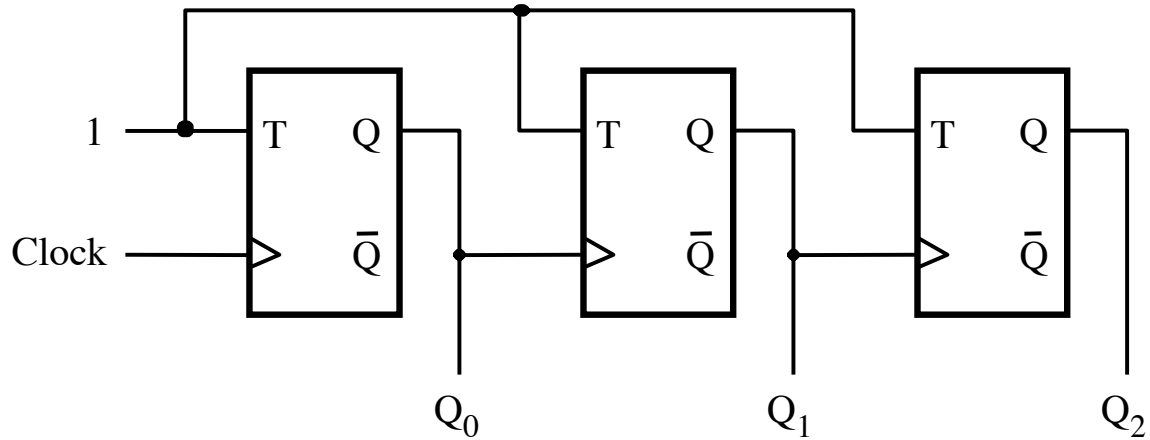 1 T Q T Q T Q
Clock Q̅ Q̅ Q̅
Q₀ Q₁ Q₂